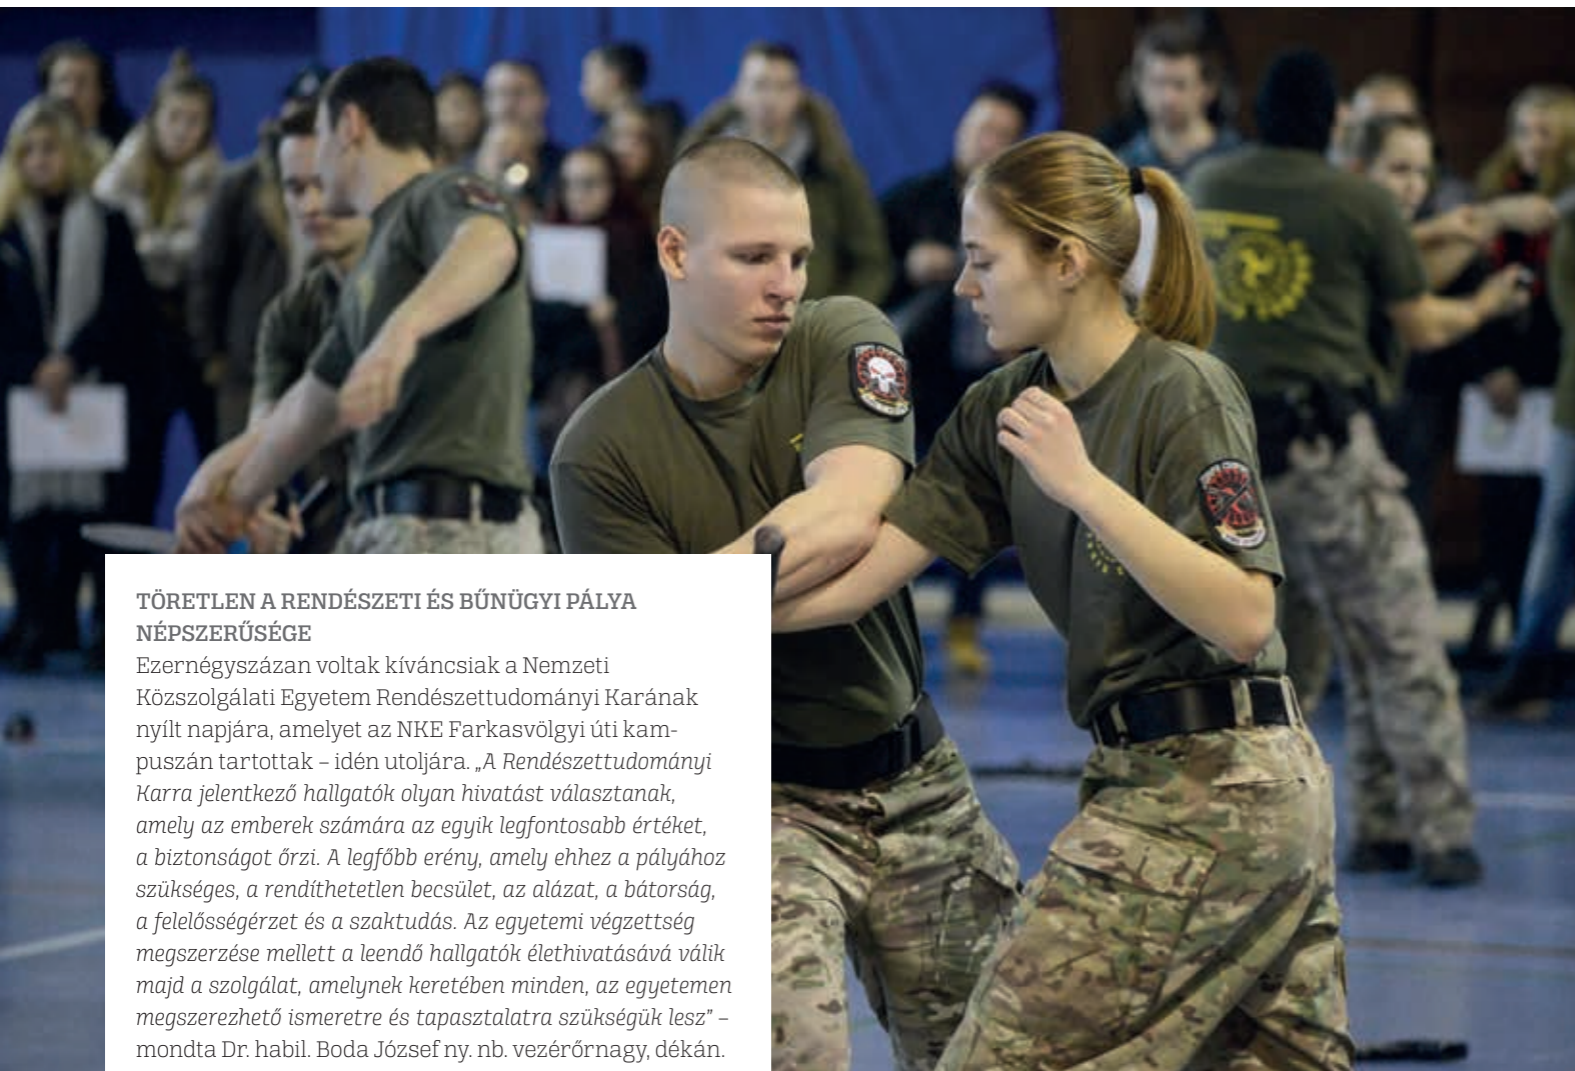 TÖRETLEN A RENDÉSZETI ÉS BŰNÜGYI PÁLYA
NÉPSZERŰSÉGE
Ezernégyszázan voltak kíváncsiak a Nemzeti
Közszolgálati Egyetem Rendészettudományi Karának
nyílt napjára, amelyet az NKE Farkasvölgyi úti kam-
puszán tartottak – idén utoljára. „A Rendészettudományi
Karra jelentkező hallgatók olyan hivatást választanak,
amely az emberek számára az egyik legfontosabb értéket,
a biztonságot őrzi. A legfőbb erény, amely ehhez a pályához
szükséges, a rendíthetetlen becsület, az alázat, a bátorság,
a felelősségérzet és a szaktudás. Az egyetemi végzettség
megszerzése mellett a leendő hallgatók élethivatásává válik
majd a szolgálat, amelynek keretében minden, az egyetemen
megszerezhető ismeretre és tapasztalatra szükségük lesz” –
mondta Dr. habil. Boda József ny. nb. vezérőrnagy, dékán.